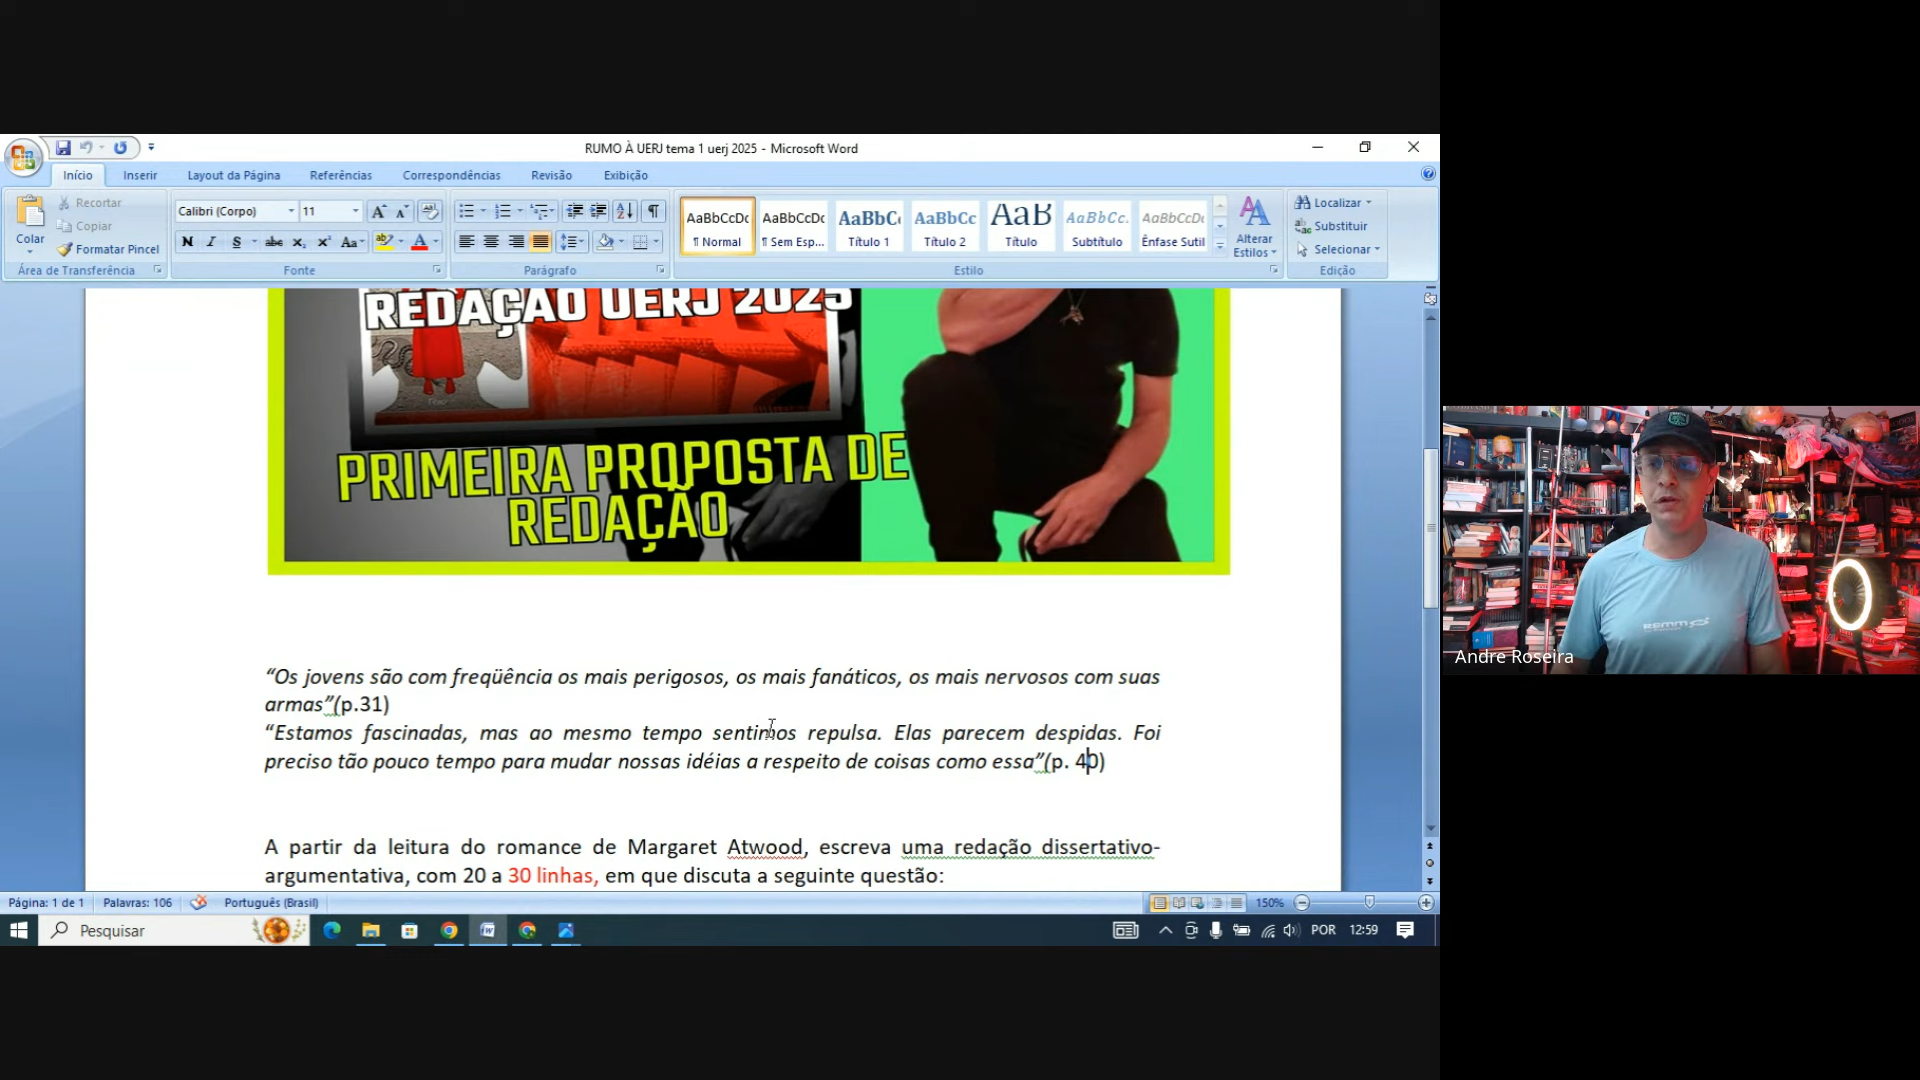 RUMO À UERJ tema 1 uerj 2025 - Microsoft Word
Início Inserir Layout da Página Referências Correspondências Revisão Exibição
Colar
Recortar
Copiar
Formatar Pincel
Área de Transferência
Calibri (Corpo) 11
N I S abc x₂ x² Aa
Fonte
Parágrafo
AaBbCcDc AaBbCcDc AaBbC AaBbCc AaB AaBbCc. AaBbCcDc
¶ Normal ¶ Sem Esp... Título 1 Título 2 Título Subtítulo Ênfase Sutil
Alterar
Estilos
Estilo
Localizar
Substituir
Selecionar
Edição
REDAÇÃO UERJ 2025
PRIMEIRA PROPOSTA DE
REDAÇÃO
“Os jovens são com freqüência os mais perigosos, os mais fanáticos, os mais nervosos com suas
armas”(p.31)
“Estamos fascinadas, mas ao mesmo tempo sentimos repulsa. Elas parecem despidas. Foi
preciso tão pouco tempo para mudar nossas idéias a respeito de coisas como essa”(p. 40)
A partir da leitura do romance de Margaret Atwood, escreva uma redação dissertativo-
argumentativa, com 20 a 30 linhas, em que discuta a seguinte questão:
Página: 1 de 1 Palavras: 106 Português (Brasil) 150%
Pesquisar
POR 12:59
Andre Roseira